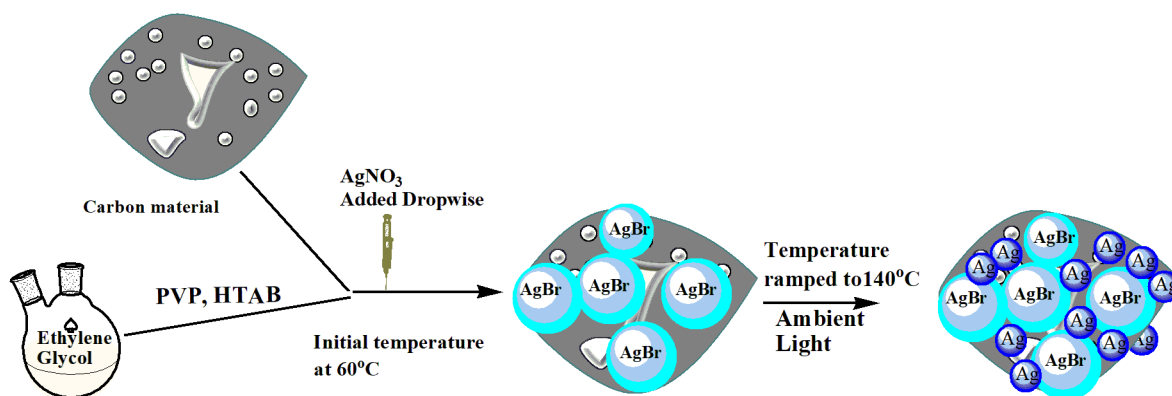 Carbon material
Ethylene
Glycol
PVP, HTAB
AgNO₃
Added Dropwise
Initial temperature
at 60°C
AgBr
AgBr
AgBr
AgBr
AgBr
Temperature
ramped to140°C
Ambient
Light
AgBr
Ag
Ag
Ag
Ag
Ag
Ag
AgBr
AgBr
AgBr
Ag
Ag
Ag
Ag
AgBr
Ag